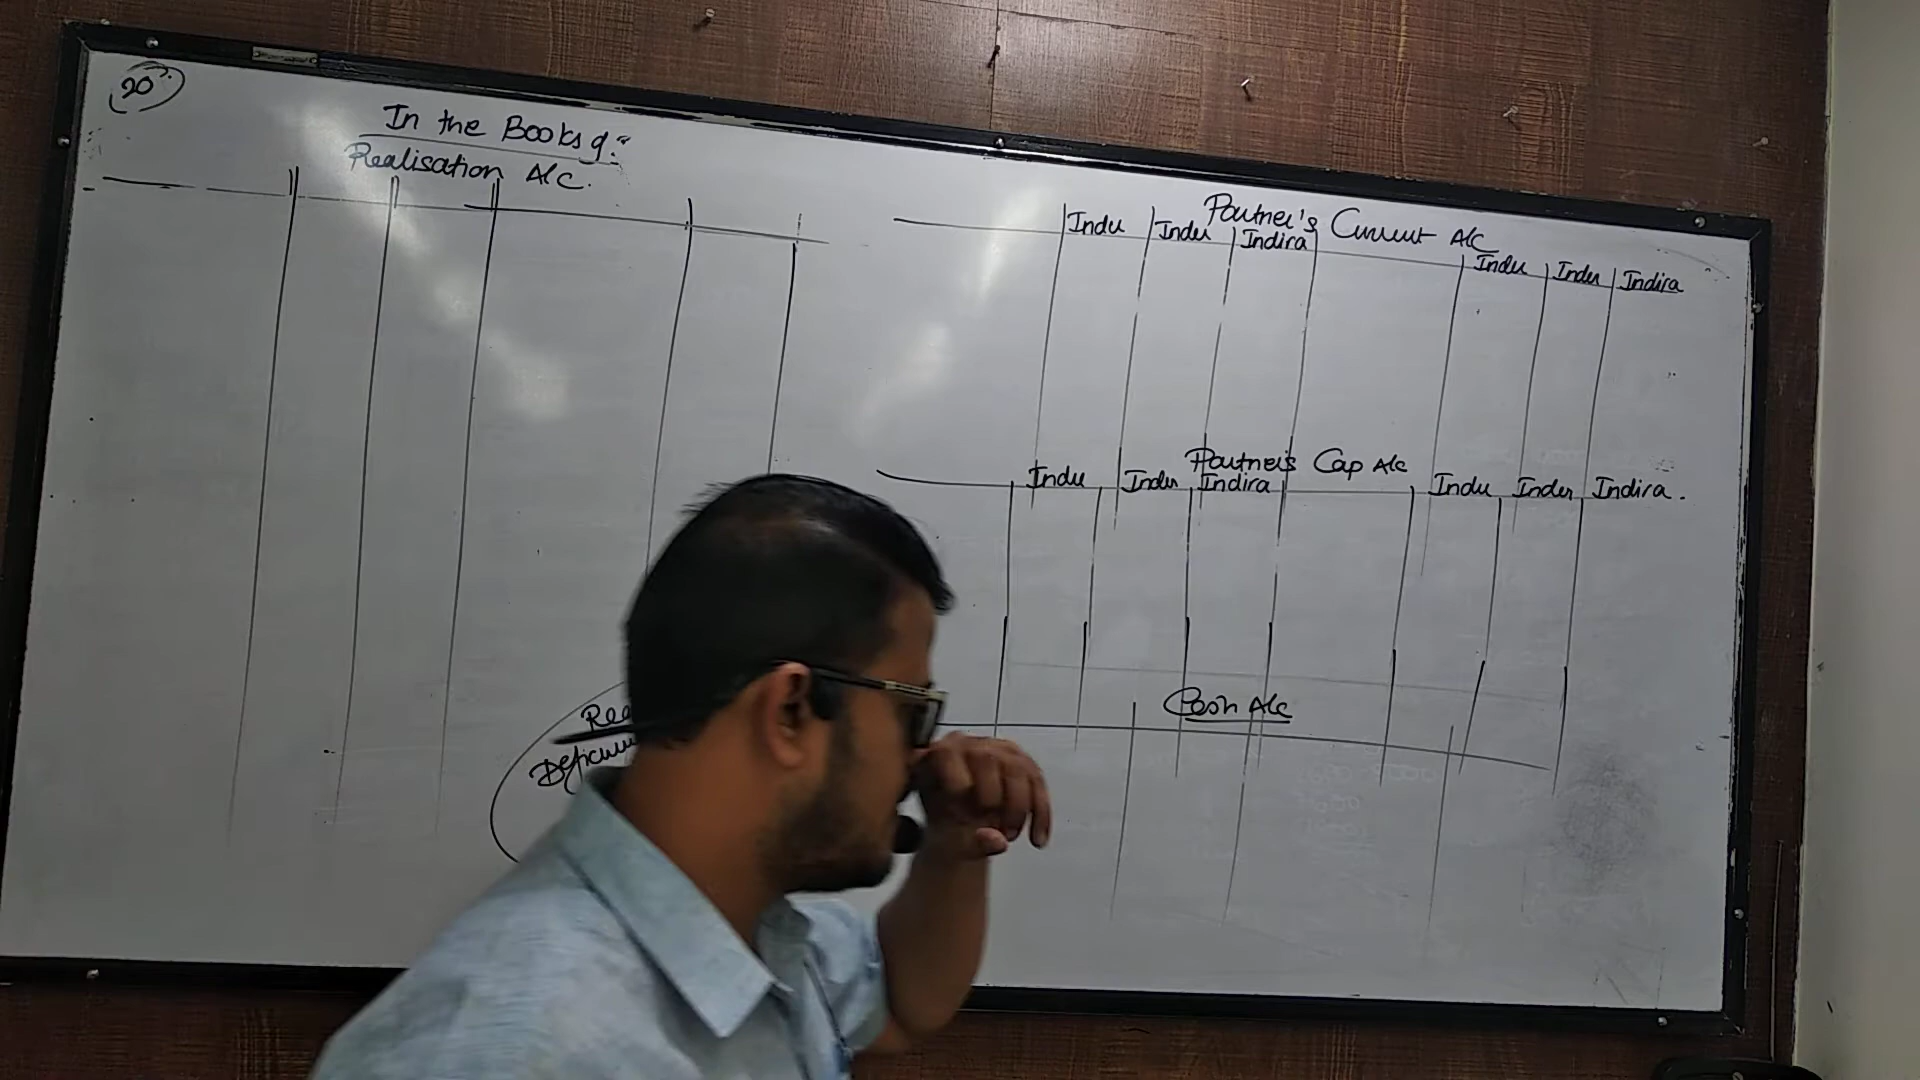 20
In the Books of:-
Realisation A/c.
Partner's Current A/C
Indu Indu Indira Indu Indu Indira
Partner's Cap A/c
Indu Indu Indira Indu Indu Indira.
Cash A/c